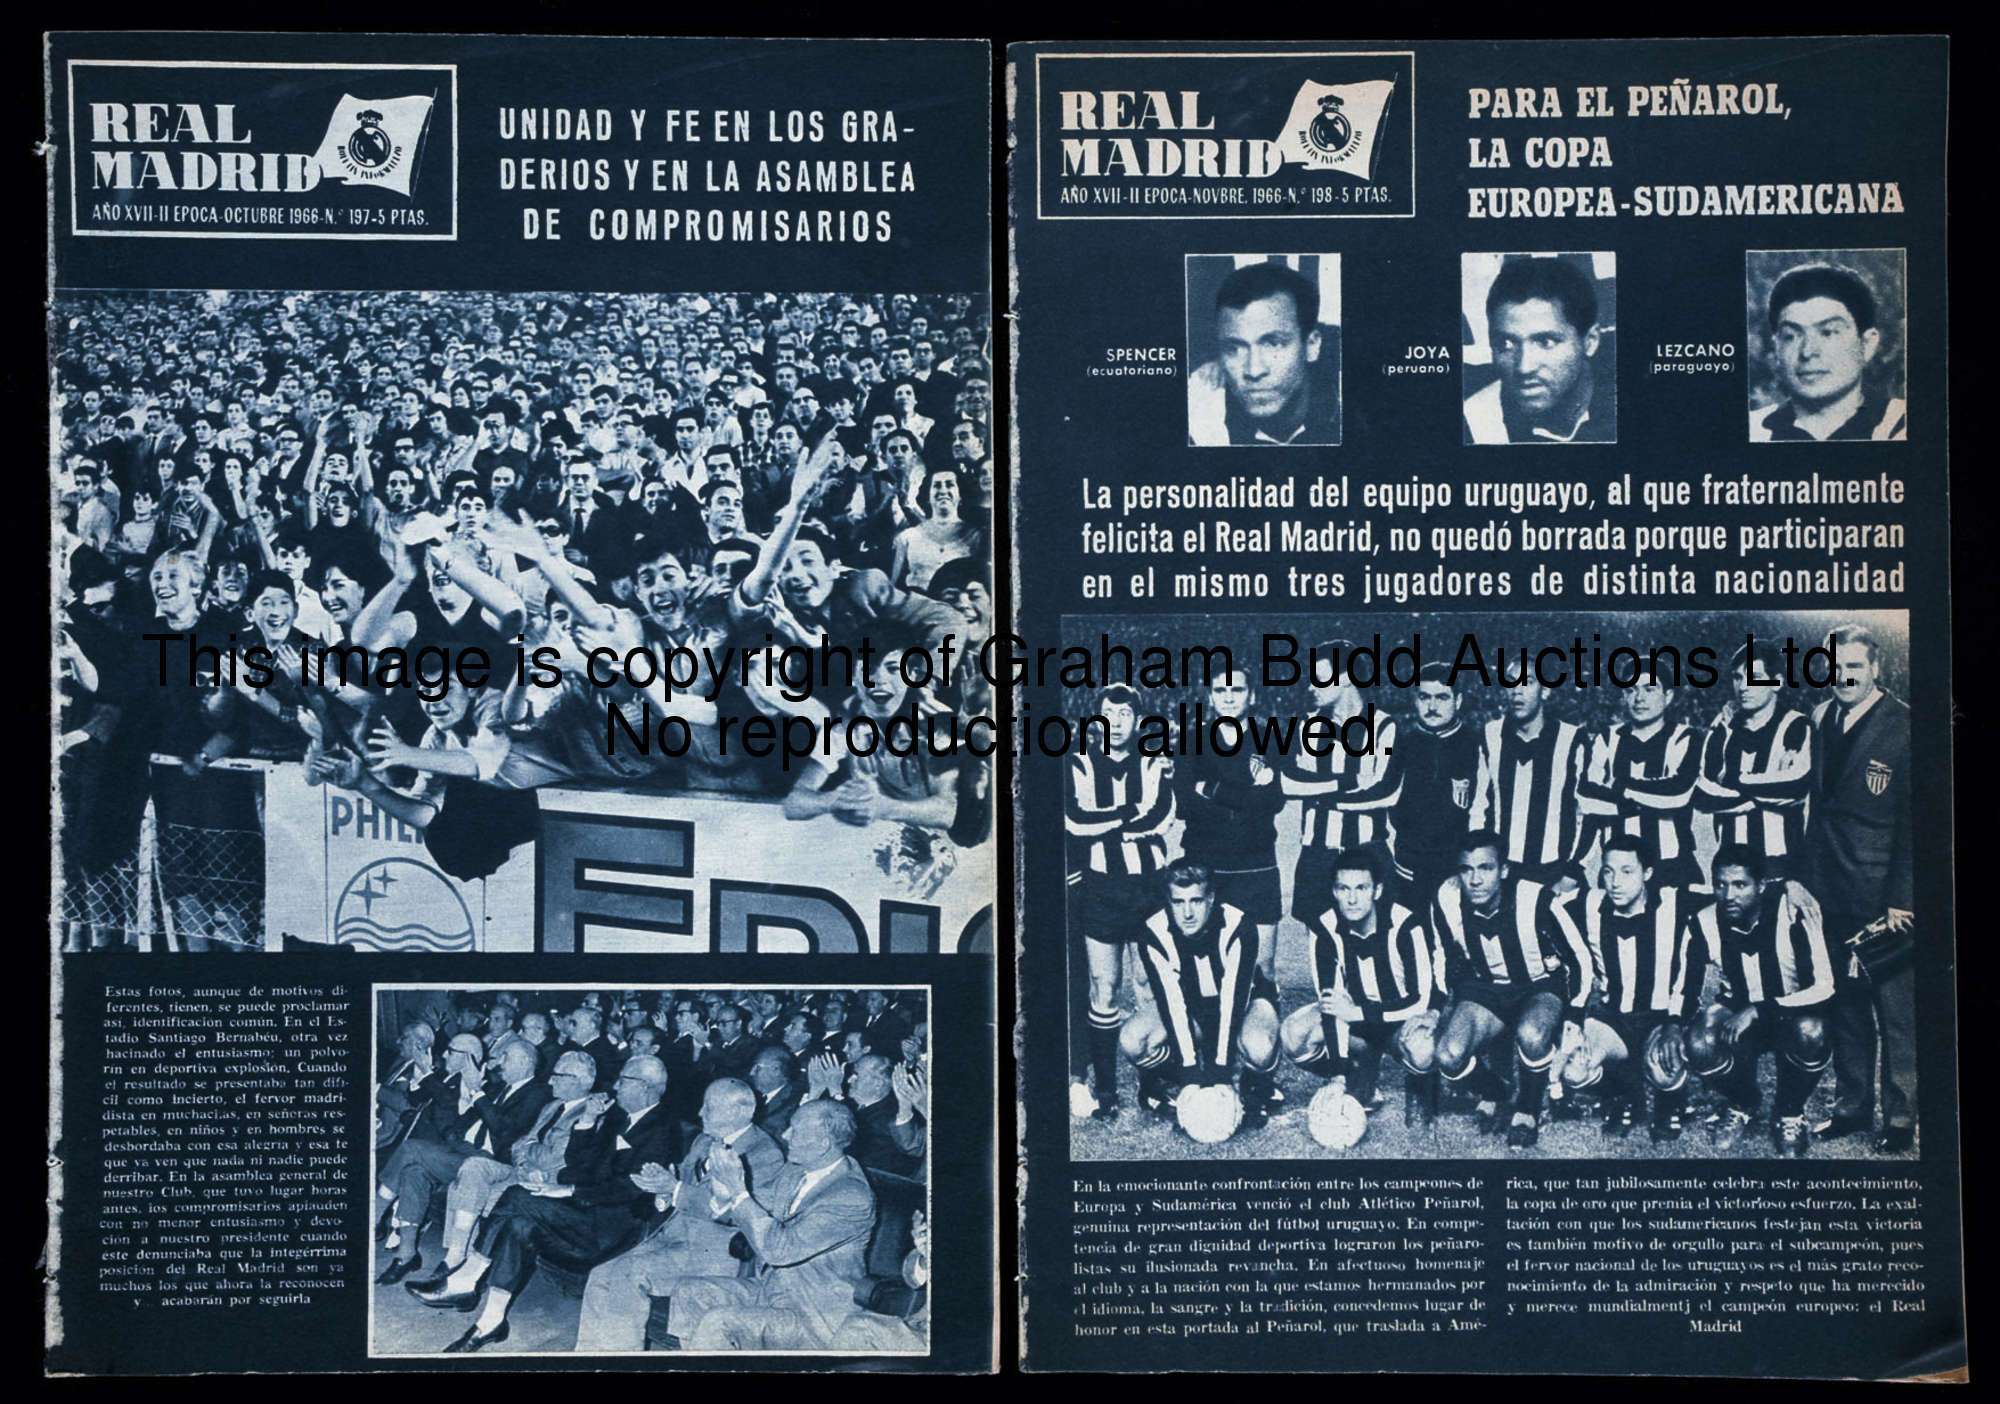 REAL
MADRID
BOLETIN INFORMATIVO
AÑO XVII-II EPOCA-OCTUBRE 1966-N.º 197-5 PTAS.
UNIDAD Y FE EN LOS GRA-
DERIOS Y EN LA ASAMBLEA
DE COMPROMISARIOS
PHIL
Estas fotos, aunque de motivos di-
ferentes, tienen, se puede proclamar
así, identificación común. En el Es-
tadio Santiago Bernabéu, otra vez
hacinado el entusiasmo: un polvo-
rín en deportiva explosión. Cuando
el resultado se presentaba tan difí-
cil como incierto, el fervor madri-
dista en muchachas, en señoras res-
petables, en niños y en hombres se
desbordaba con esa alegría y esa fe
que ya ven que nada ni nadie puede
derribar. En la asamblea general de
nuestro Club, que tuvo lugar horas
antes, los compromisarios aplauden
con no menor entusiasmo y devo-
ción a nuestro presidente cuando
éste denunciaba que la integérrima
posición del Real Madrid son ya
muchos los que ahora la reconocen
y... acabarán por seguirla
REAL
MADRID
BOLETIN INFORMATIVO
AÑO XVII-II EPOCA-NOVBRE. 1966-N.º 198-5 PTAS.
PARA EL PEÑAROL,
LA COPA
EUROPEA-SUDAMERICANA
SPENCER
(ecuatoriano)
JOYA
(peruano)
LEZCANO
(paraguayo)
La personalidad del equipo uruguayo, al que fraternalmente
felicita el Real Madrid, no quedó borrada porque participaran
en el mismo tres jugadores de distinta nacionalidad
En la emocionante confrontación entre los campeones de
Europa y Sudamérica venció el club Atlético Peñarol,
genuina representación del fútbol uruguayo. En compe-
tencia de gran dignidad deportiva lograron los peñaro-
listas su ilusionada revancha. En afectuoso homenaje
al club y a la nación con la que estamos hermanados por
el idioma, la sangre y la tradición, concedemos lugar de
honor en esta portada al Peñarol, que traslada a Amé-
rica, que tan jubilosamente celebra este acontecimiento,
la copa de oro que premia el victorioso esfuerzo. La exal-
tación con que los sudamericanos festejan esta victoria
es también motivo de orgullo para el subcampeón, pues
el fervor nacional de los uruguayos es el más grato reco-
nocimiento de la admiración y respeto que ha merecido
y merece mundialmentj el campeón europeo: el Real
Madrid
This image is copyright of Graham Budd Auctions Ltd.
No reproduction allowed.